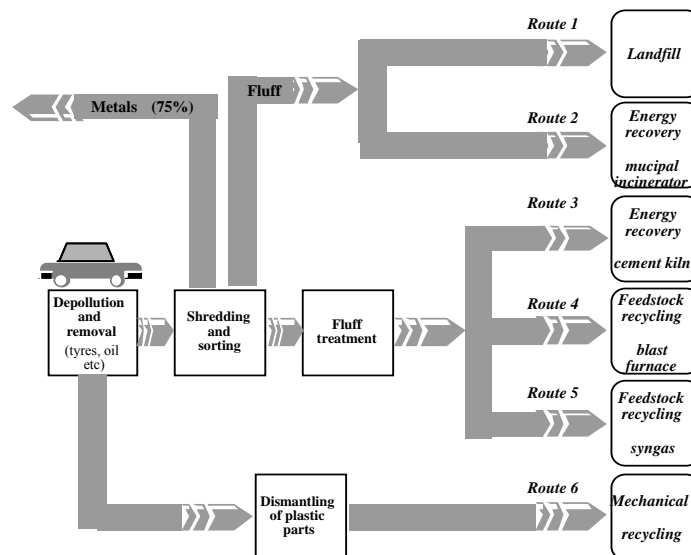 Route 1
Landfill
Fluff
Metals (75%)
Route 2
Energy
recovery
mucipal
incinerator
Route 3
Energy
recovery
cement kiln
Depollution
and
removal
(tyres, oil
etc)
Shredding
and
sorting
Fluff
treatment
Route 4
Feedstock
recycling
blast
furnace
Route 5
Feedstock
recycling
syngas
Dismantling
of plastic
parts
Route 6
Mechanical
recycling